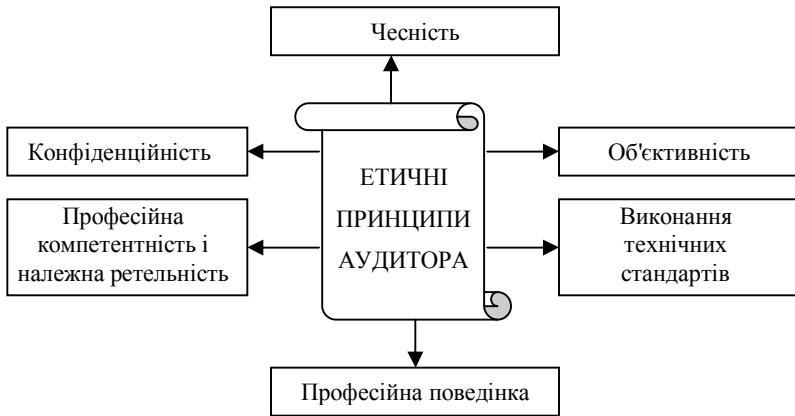 Чесність
Конфіденційність
Об'єктивність
ЕТИЧНІ
ПРИНЦИПИ
АУДИТОРА
Професійна
компетентність і
належна ретельність
Виконання
технічних
стандартів
Професійна поведінка